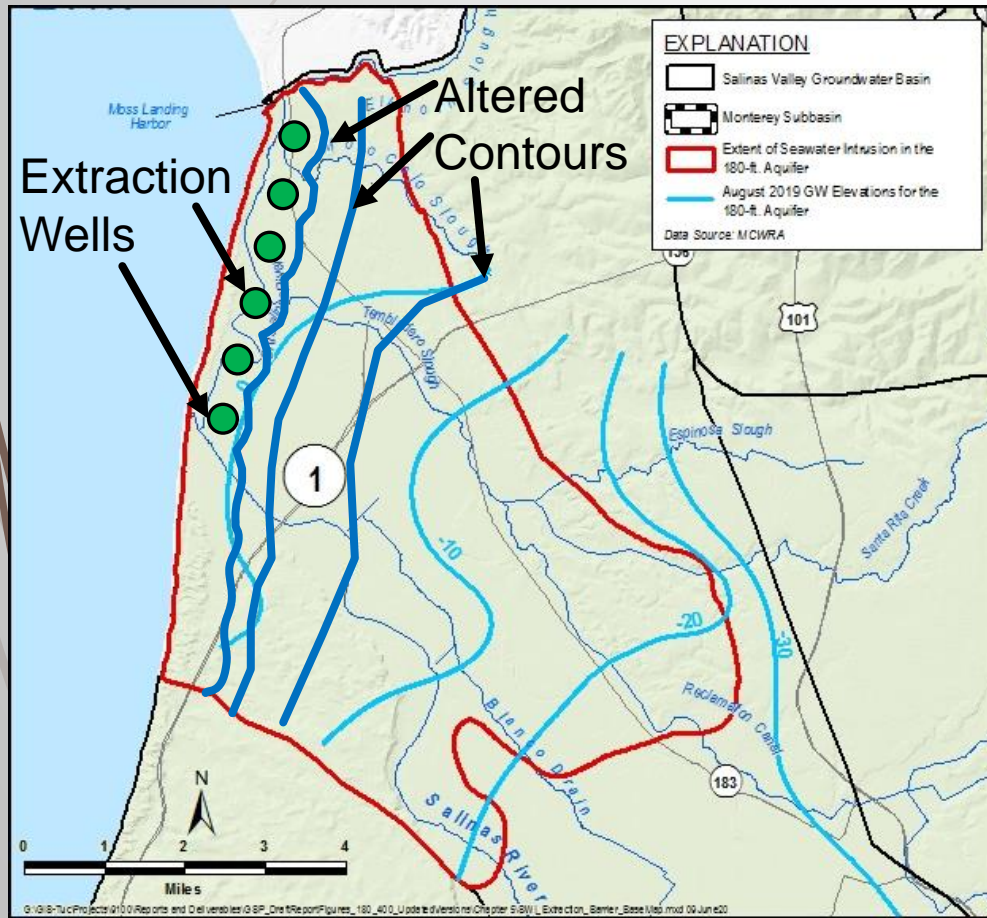 EXPLANATION
Salinas Valley Groundwater Basin
Monterey Subbasin
Extent of Seawater Intrusion in the
180-ft. Aquifer
August 2019 GW Elevations for the
180-ft. Aquifer
Data Source: MCWRA
Moss Landing
Harbor
Altered
Contours
Extraction
Wells
Slough
Tembladero Slough
156
101
0
1
Espinosa Slough
Santa Rita Creek
-10
-20
-30
Reclamation Canal
Blanco Drain
183
Salinas River
N
0 1 2 3 4
Miles